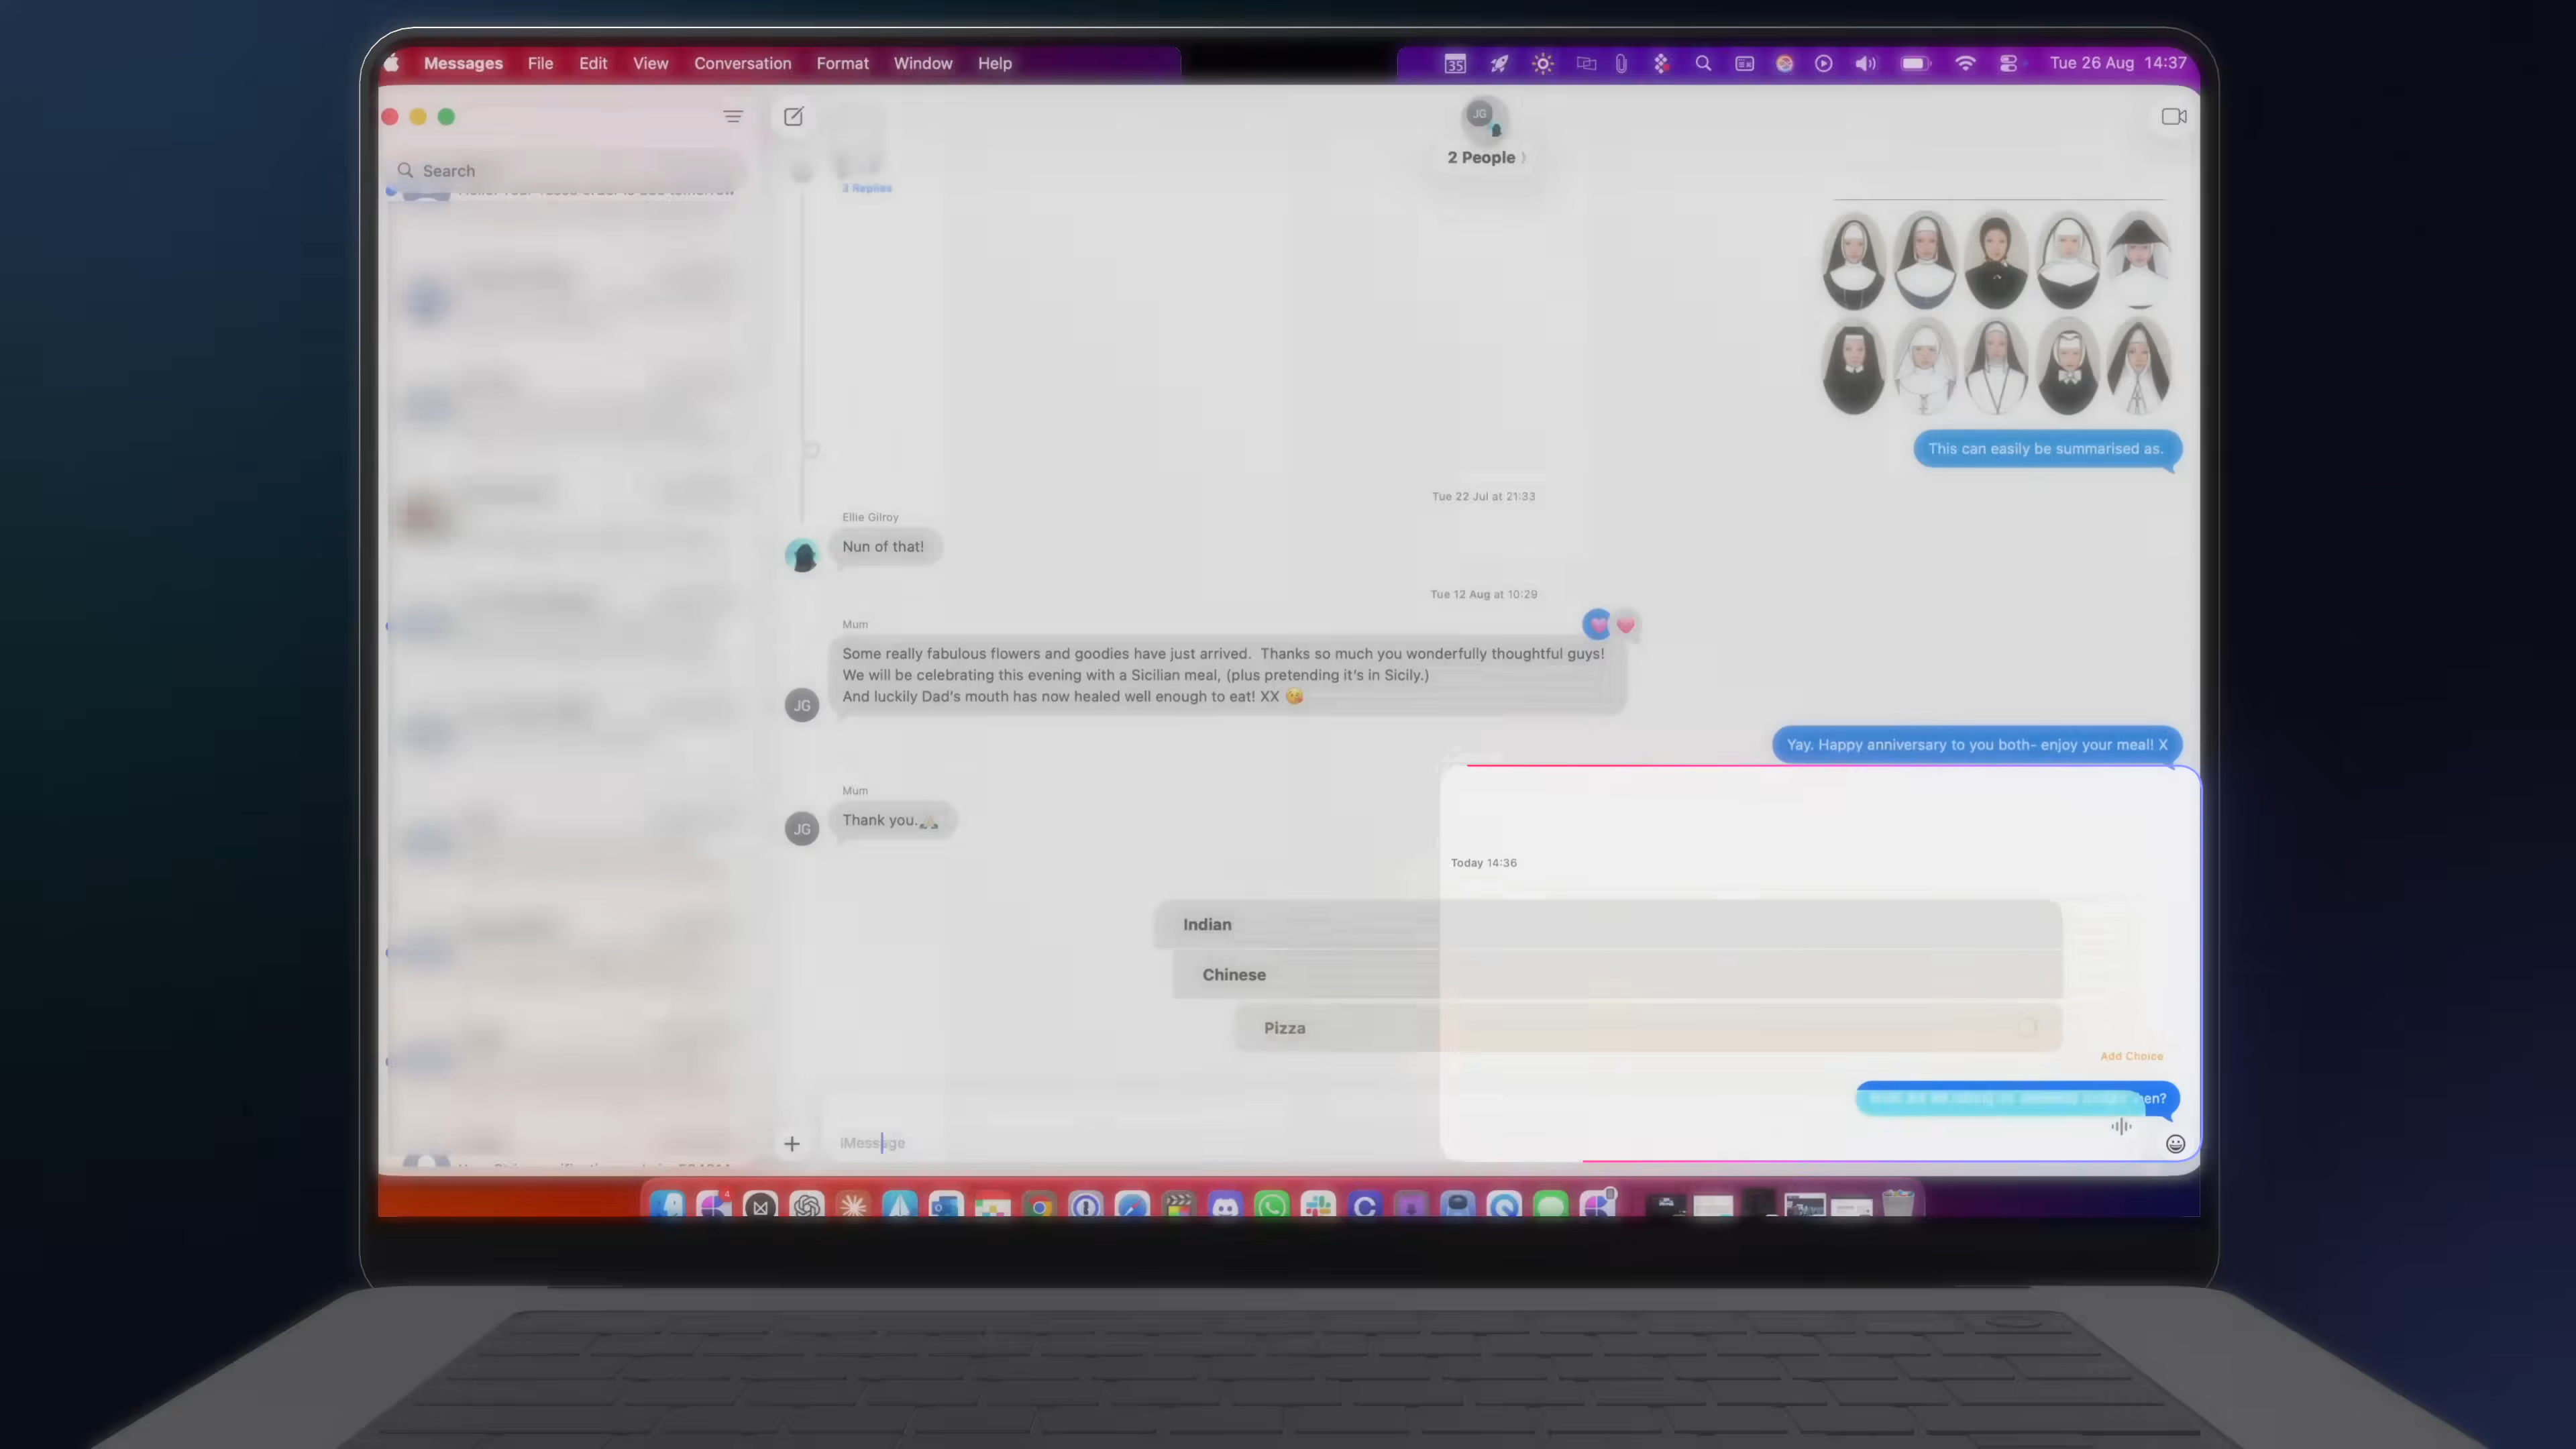 Messages File Edit View Conversation Format Window Help
35
Tue 26 Aug 14:37
Search
JG
2 People
3 Replies
This can easily be summarised as.
Tue 22 Jul at 21:33
Ellie Gilroy
Nun of that!
Tue 12 Aug at 10:29
Mum
Some really fabulous flowers and goodies have just arrived. Thanks so much you wonderfully thoughtful guys!
We will be celebrating this evening with a Sicilian meal, (plus pretending it's in Sicily.)
And luckily Dad's mouth has now healed well enough to eat! XX 😘
JG
Yay. Happy anniversary to you both- enjoy your meal! X
Mum
Thank you.
JG
Today 14:36
Indian
Chinese
Pizza
Add Choice
iMessage
4